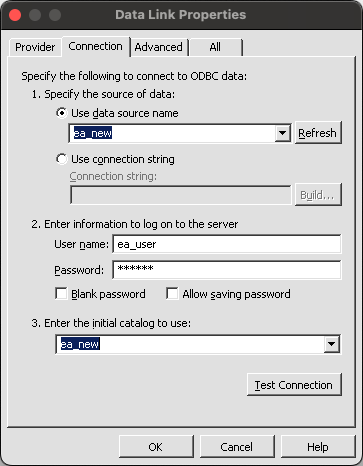 Data Link Properties
Provider Connection Advanced All
Specify the following to connect to ODBC data:
1. Specify the source of data:
Use data source name
ea_new Refresh
Use connection string
Connection string:
Build...
2. Enter information to log on to the server
User name: ea_user
Password: ******
Blank password Allow saving password
3. Enter the initial catalog to use:
ea_new
Test Connection
OK Cancel Help